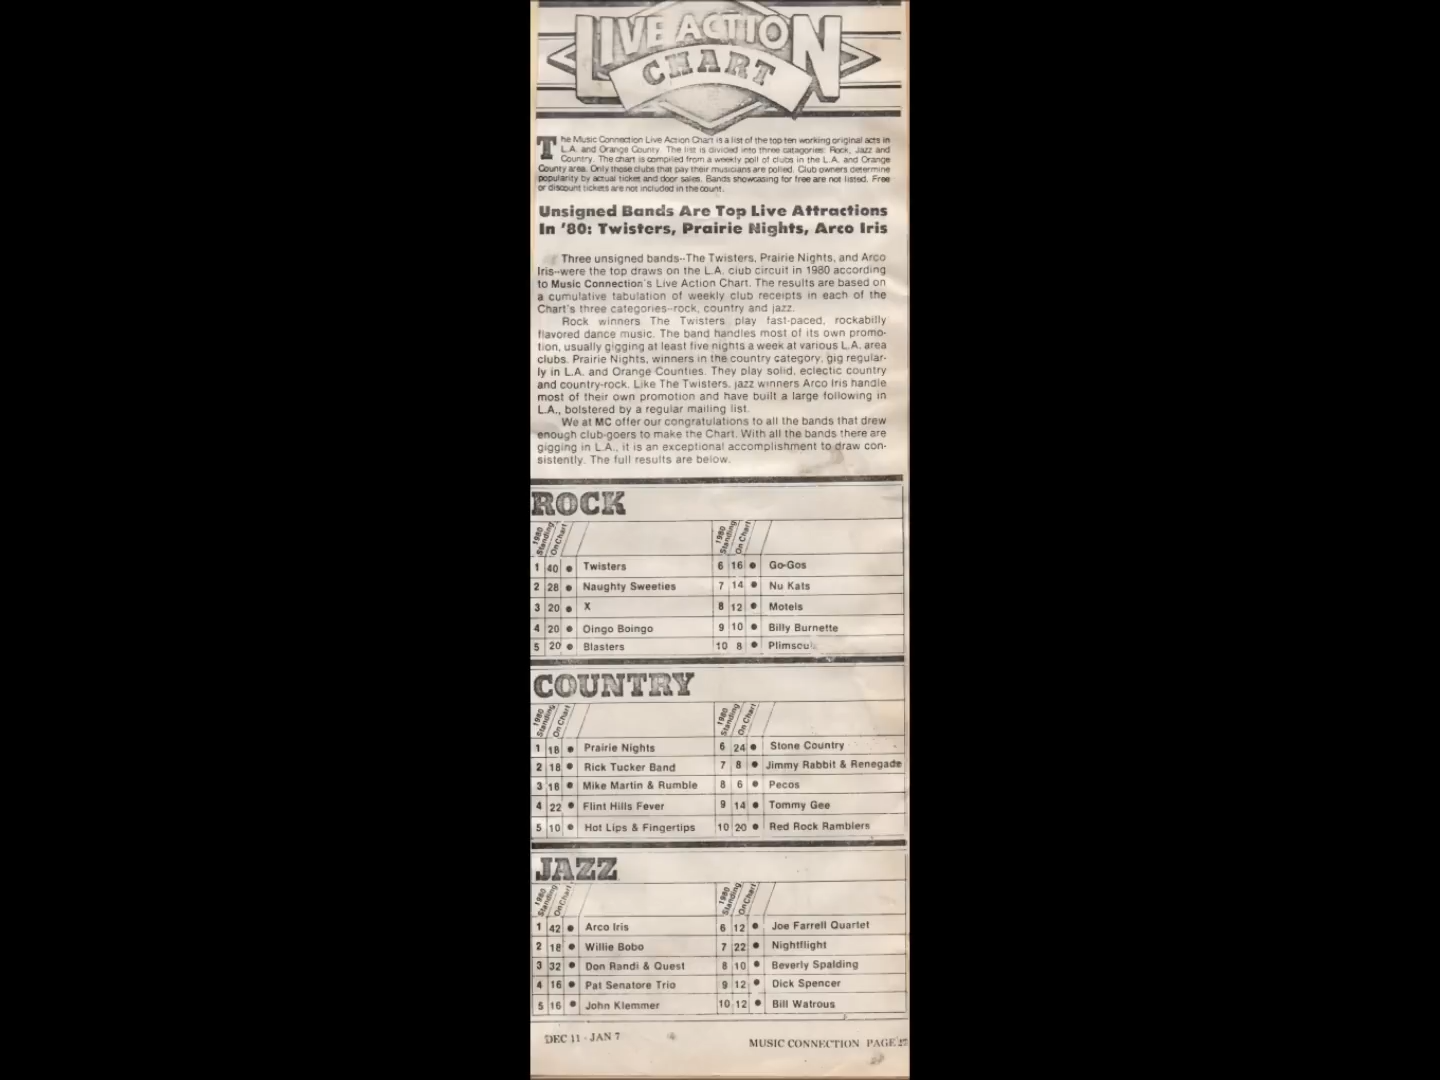 LIVE ACTION
CHART
The Music Connection Live Action Chart is a list of the top ten working original acts in
L.A. and Orange County. The list is divided into three catagories: Rock, Jazz and
Country. The chart is compiled from a weekly poll of clubs in the L.A. and Orange
County area. Only those clubs that pay their musicians are polled. Club owners determine
popularity by actual ticket and door sales. Bands showcasing for free are not listed. Free
or discount tickets are not included in the count.
Unsigned Bands Are Top Live Attractions
In '80: Twisters, Prairie Nights, Arco Iris
Three unsigned bands--The Twisters, Prairie Nights, and Arco
Iris--were the top draws on the L.A. club circuit in 1980 according
to Music Connection's Live Action Chart. The results are based on
a cumulative tabulation of weekly club receipts in each of the
Chart's three categories--rock, country and jazz.
Rock winners The Twisters play fast-paced, rockabilly
flavored dance music. The band handles most of its own promo-
tion, usually gigging at least five nights a week at various L.A. area
clubs. Prairie Nights, winners in the country category, gig regular-
ly in L.A. and Orange Counties. They play solid, eclectic country
and country-rock. Like The Twisters, jazz winners Arco Iris handle
most of their own promotion and have built a large following in
L.A., bolstered by a regular mailing list.
We at MC offer our congratulations to all the bands that drew
enough club-goers to make the Chart. With all the bands there are
gigging in L.A., it is an exceptional accomplishment to draw con-
sistently. The full results are below.
ROCK
1980 Standing On Chart 1980 Standing On Chart
1 40 • Twisters 6 16 • Go-Gos
2 28 • Naughty Sweeties 7 14 • Nu Kats
3 20 • X 8 12 • Motels
4 20 • Oingo Boingo 9 10 • Billy Burnette
5 20 • Blasters 10 8 •
COUNTRY
1980 Standing On Chart 1980 Standing On Chart
1 18 • Prairie Nights 6 24 • Stone Country
2 18 • Rick Tucker Band 7 8 • Jimmy Rabbit & Renegade
3 18 • Mike Martin & Rumble 8 6 • Pecos
4 22 • Flint Hills Fever 9 14 • Tommy Gee
5 10 • Hot Lips & Fingertips 10 20 • Red Rock Ramblers
JAZZ
1980 Standing On Chart 1980 Standing On Chart
1 42 • Arco Iris 6 12 • Joe Farrell Quartet
2 18 • Willie Bobo 7 22 • Nightflight
3 32 • Don Randi & Quest 8 10 • Beverly Spalding
4 16 • Pat Senatore Trio 9 12 • Dick Spencer
5 16 • John Klemmer 10 12 • Bill Watrous
DEC 11 - JAN 7
MUSIC CONNECTION PAGE